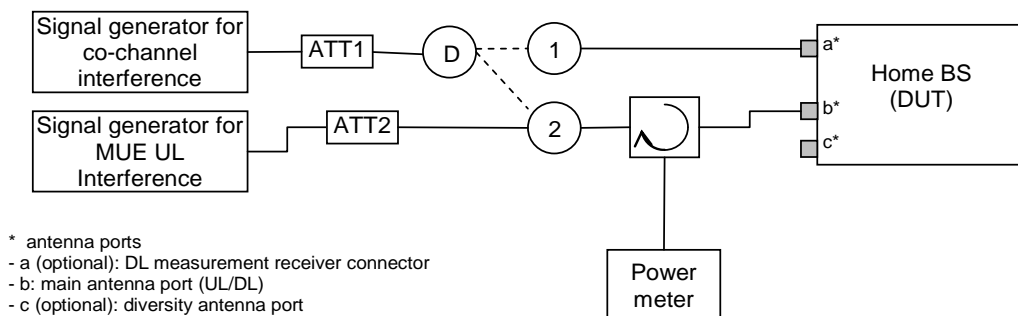 Signal generator for
co-channel
interference
ATT1
D
1
a*
Home BS
(DUT)
b*
c*
Signal generator for
MUE UL
Interference
ATT2
2
Power
meter
* antenna ports
- a (optional): DL measurement receiver connector
- b: main antenna port (UL/DL)
- c (optional): diversity antenna port